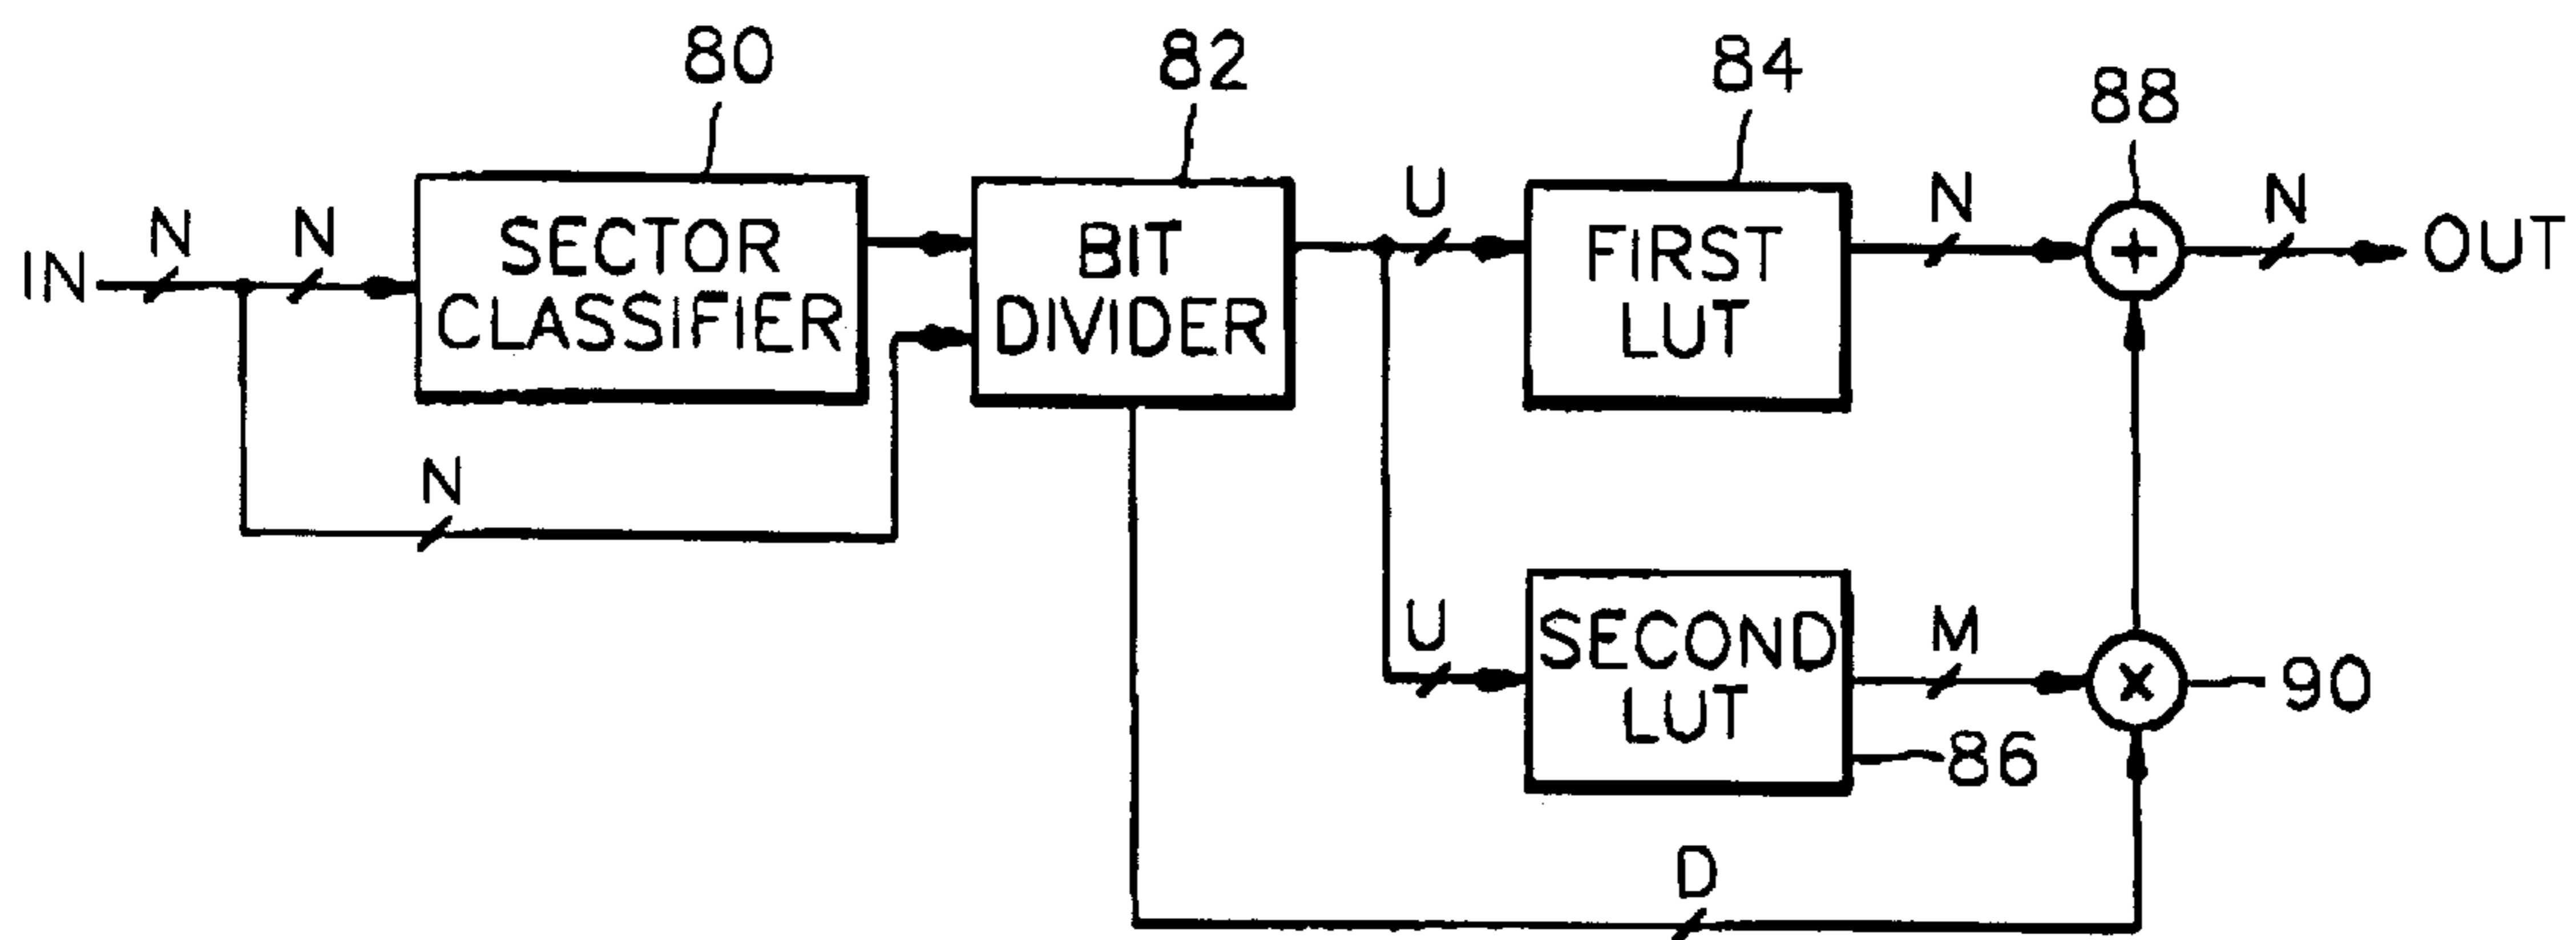 80
82
84
88
IN
N
N
SECTOR
CLASSIFIER
BIT
DIVIDER
U
FIRST
LUT
N
+
N
OUT
N
U
SECOND
LUT
M
x
90
86
D